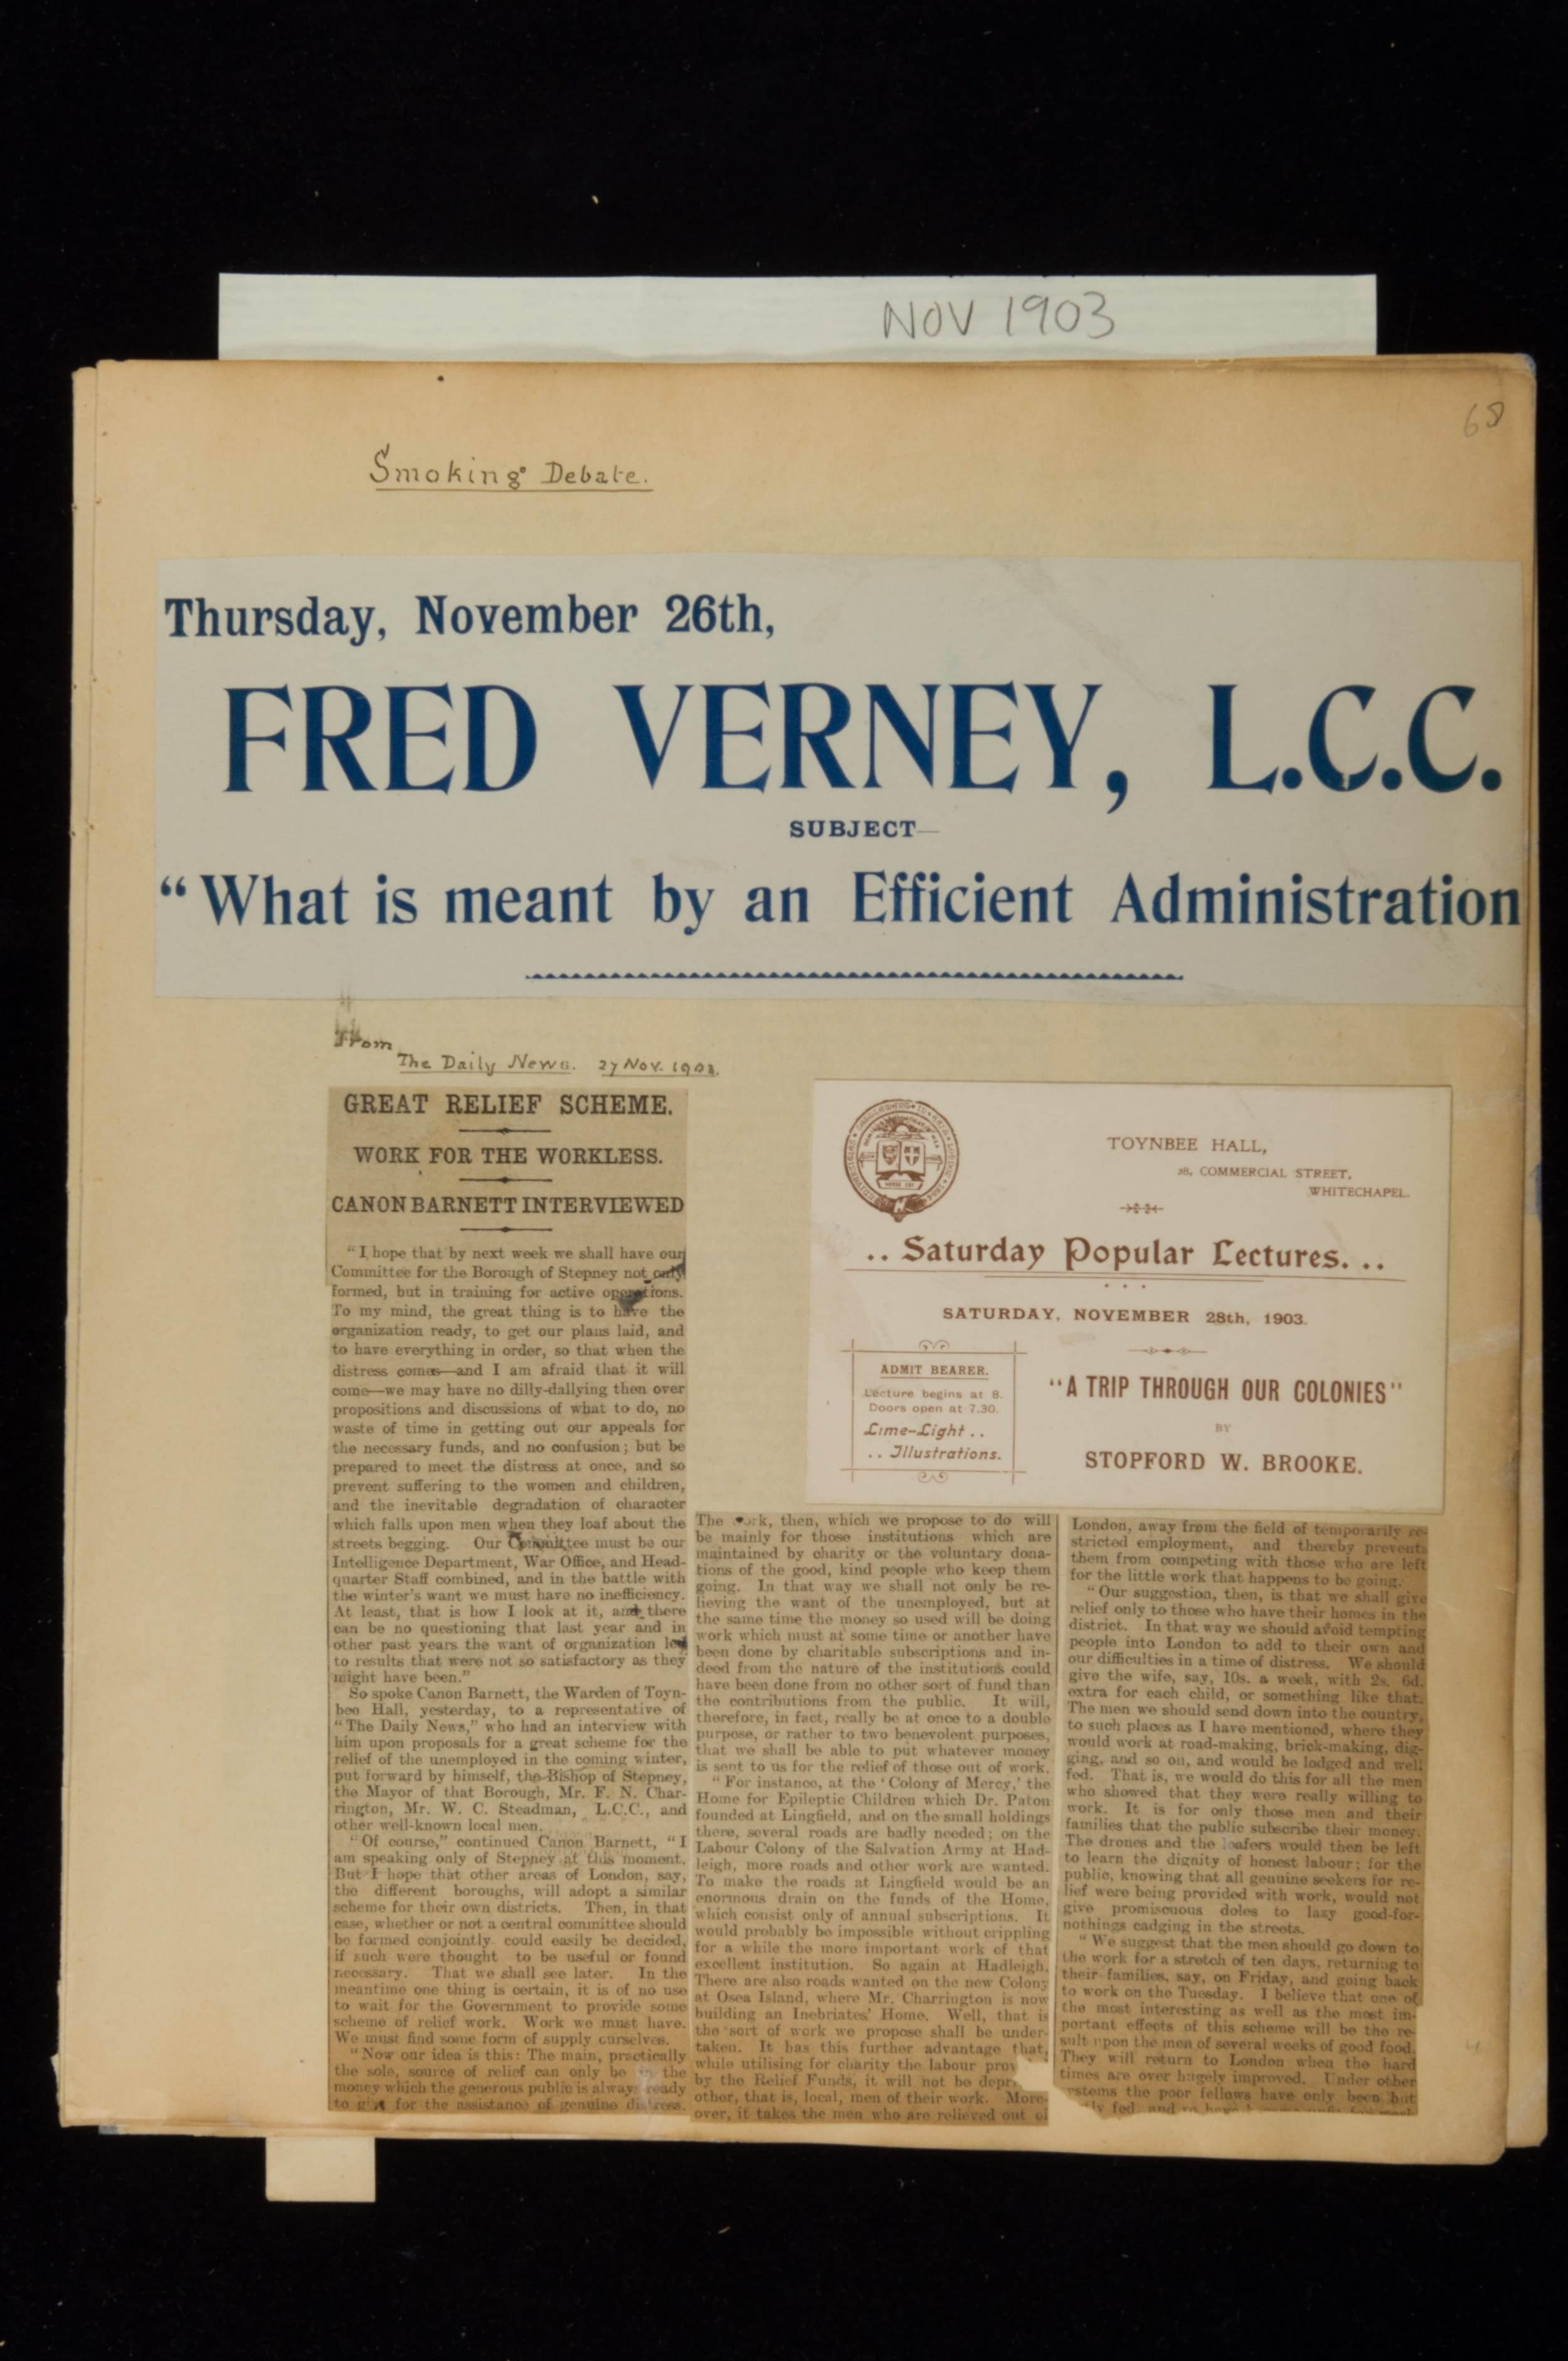 NOV 1903
68
Smoking Debate.
Thursday, November 26th,
FRED VERNEY, L.C.C.
SUBJECT—
“What is meant by an Efficient Administration
From
The Daily News. 27 Nov. 1903.
GREAT RELIEF SCHEME.
WORK FOR THE WORKLESS.
CANON BARNETT INTERVIEWED
“I hope that by next week we shall have our
Committee for the Borough of Stepney not only
formed, but in training for active operations.
To my mind, the great thing is to have the
organization ready, to get our plans laid, and
to have everything in order, so that when the
distress comes—and I am afraid that it will
come—we may have no dilly-dallying then over
propositions and discussions of what to do, no
waste of time in getting out our appeals for
the necessary funds, and no confusion; but be
prepared to meet the distress at once, and so
prevent suffering to the women and children,
and the inevitable degradation of character
which falls upon men when they loaf about the
streets begging. Our Committee must be our
Intelligence Department, War Office, and Head-
quarter Staff combined, and in the battle with
the winter's want we must have no inefficiency.
At least, that is how I look at it, and there
can be no questioning that last year and in
other past years the want of organization led
to results that were not so satisfactory as they
might have been.”
So spoke Canon Barnett, the Warden of Toyn-
bee Hall, yesterday, to a representative of
“The Daily News,” who had an interview with
him upon proposals for a great scheme for the
relief of the unemployed in the coming winter,
put forward by himself, the Bishop of Stepney,
the Mayor of that Borough, Mr. F. N. Char-
rington, Mr. W. C. Steadman, L.C.C., and
other well-known local men.
“Of course,” continued Canon Barnett, “I
am speaking only of Stepney at this moment.
But I hope that other areas of London, say,
the different boroughs, will adopt a similar
scheme for their own districts. Then, in that
case, whether or not a central committee should
be formed conjointly could easily be decided,
if such were thought to be useful or found
necessary. That we shall see later. In the
meantime one thing is certain, it is of no use
to wait for the Government to provide some
scheme of relief work. Work we must have.
We must find some form of supply ourselves.
“Now our idea is this: The main, practically
the sole, source of relief can only be in the
money which the generous public is always ready
to give for the assistance of genuine distress.
TOYNBEE HALL,
28, COMMERCIAL STREET,
WHITECHAPEL.
.. Saturday Popular Lectures. ..
SATURDAY, NOVEMBER 28th, 1903.
ADMIT BEARER.
Lecture begins at 8.
Doors open at 7.30.
Lime-Light ..
.. Illustrations.
“A TRIP THROUGH OUR COLONIES”
BY
STOPFORD W. BROOKE.
The work, then, which we propose to do will
be mainly for those institutions which are
maintained by charity or the voluntary dona-
tions of the good, kind people who keep them
going. In that way we shall not only be re-
lieving the want of the unemployed, but at
the same time the money so used will be doing
work which must at some time or another have
been done by charitable subscriptions and in-
deed from the nature of the institutions could
have been done from no other sort of fund than
the contributions from the public. It will,
therefore, in fact, really be at once to a double
purpose, or rather to two benevolent purposes,
that we shall be able to put whatever money
is sent to us for the relief of those out of work.
“For instance, at the ‘Colony of Mercy,’ the
Home for Epileptic Children which Dr. Paton
founded at Lingfield, and on the small holdings
there, several roads are badly needed; on the
Labour Colony of the Salvation Army at Had-
leigh, more roads and other work are wanted.
To make the roads at Lingfield would be an
enormous drain on the funds of the Home,
which consist only of annual subscriptions. It
would probably be impossible without crippling
for a while the more important work of that
excellent institution. So again at Hadleigh.
There are also roads wanted on the new Colony
at Osea Island, where Mr. Charrington is now
building an Inebriates' Home. Well, that is
the sort of work we propose shall be under-
taken. It has this further advantage that,
while utilising for charity the labour prov
by the Relief Funds, it will not be depr
other, that is, local, men of their work. More-
over, it takes the men who are relieved out of
London, away from the field of temporarily re-
stricted employment, and thereby prevents
them from competing with those who are left
for the little work that happens to be going.
“Our suggestion, then, is that we shall give
relief only to those who have their homes in the
district. In that way we should avoid tempting
people into London to add to their own and
our difficulties in a time of distress. We should
give the wife, say, 10s. a week, with 2s. 6d.
extra for each child, or something like that.
The men we should send down into the country,
to such places as I have mentioned, where they
would work at road-making, brick-making, dig-
ging, and so on, and would be lodged and well
fed. That is, we would do this for all the men
who showed that they were really willing to
work. It is for only those men and their
families that the public subscribe their money.
The drones and the loafers would then be left
to learn the dignity of honest labour; for the
public, knowing that all genuine seekers for re-
lief were being provided with work, would not
give promiscuous doles to lazy good-for-
nothings cadging in the streets.
“We suggest that the men should go down to
the work for a stretch of ten days, returning to
their families, say, on Friday, and going back
to work on the Tuesday. I believe that one of
the most interesting as well as the most im-
portant effects of this scheme will be the re-
sult upon the men of several weeks of good food.
They will return to London when the hard
times are over hugely improved. Under other
ystems the poor fellows have only been but
tly fed, and so have